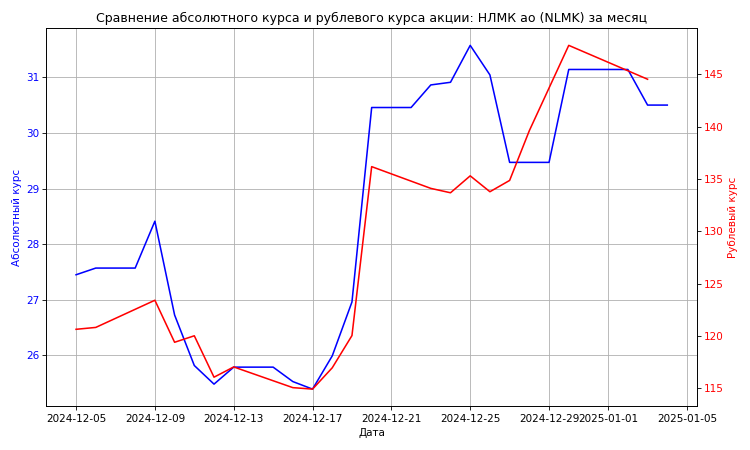 Сравнение абсолютного курса и рублевого курса акции: НЛМК ао (NLMK) за месяц
Абсолютный курс
31
30
29
28
27
26
145
140
135
130
125
120
115
Рублевый курс
2024-12-05 2024-12-09 2024-12-13 2024-12-17 2024-12-21 2024-12-25 2024-12-29 2025-01-01 2025-01-05
Дата